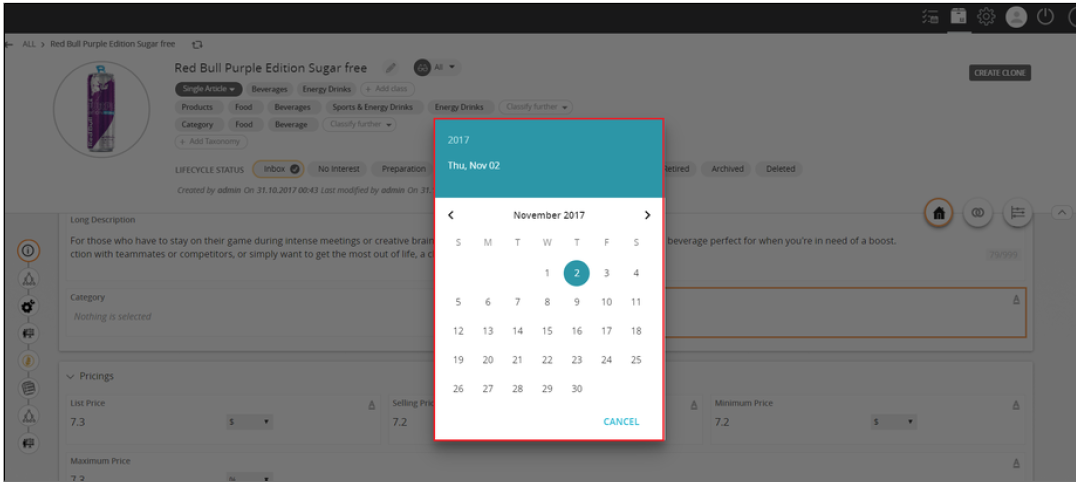 ALL > Red Bull Purple Edition Sugar free
Red Bull Purple Edition Sugar free All
CREATE CLONE
Single Article Beverages Energy Drinks + Add class
Products Food Beverages Sports & Energy Drinks Energy Drinks Classify further
Category Food Beverage Classify further
+ Add Taxonomy
LIFECYCLE STATUS Inbox No Interest Preparation Retired Archived Deleted
Created by admin On 31.10.2017 00:43 Last modified by admin On 31.
2017
Thu, Nov 02
November 2017
S M T W T F S
1 2 3 4
5 6 7 8 9 10 11
12 13 14 15 16 17 18
19 20 21 22 23 24 25
26 27 28 29 30
CANCEL
Long Description
For those who have to stay on their game during intense meetings or creative brain beverage perfect for when you're in need of a boost.
ction with teammates or competitors, or simply want to get the most out of life, a c
79/999
Category
Nothing is selected
Pricings
List Price Selling Pric Minimum Price
7.3 $ 7.2 7.2 $
Maximum Price
7.3